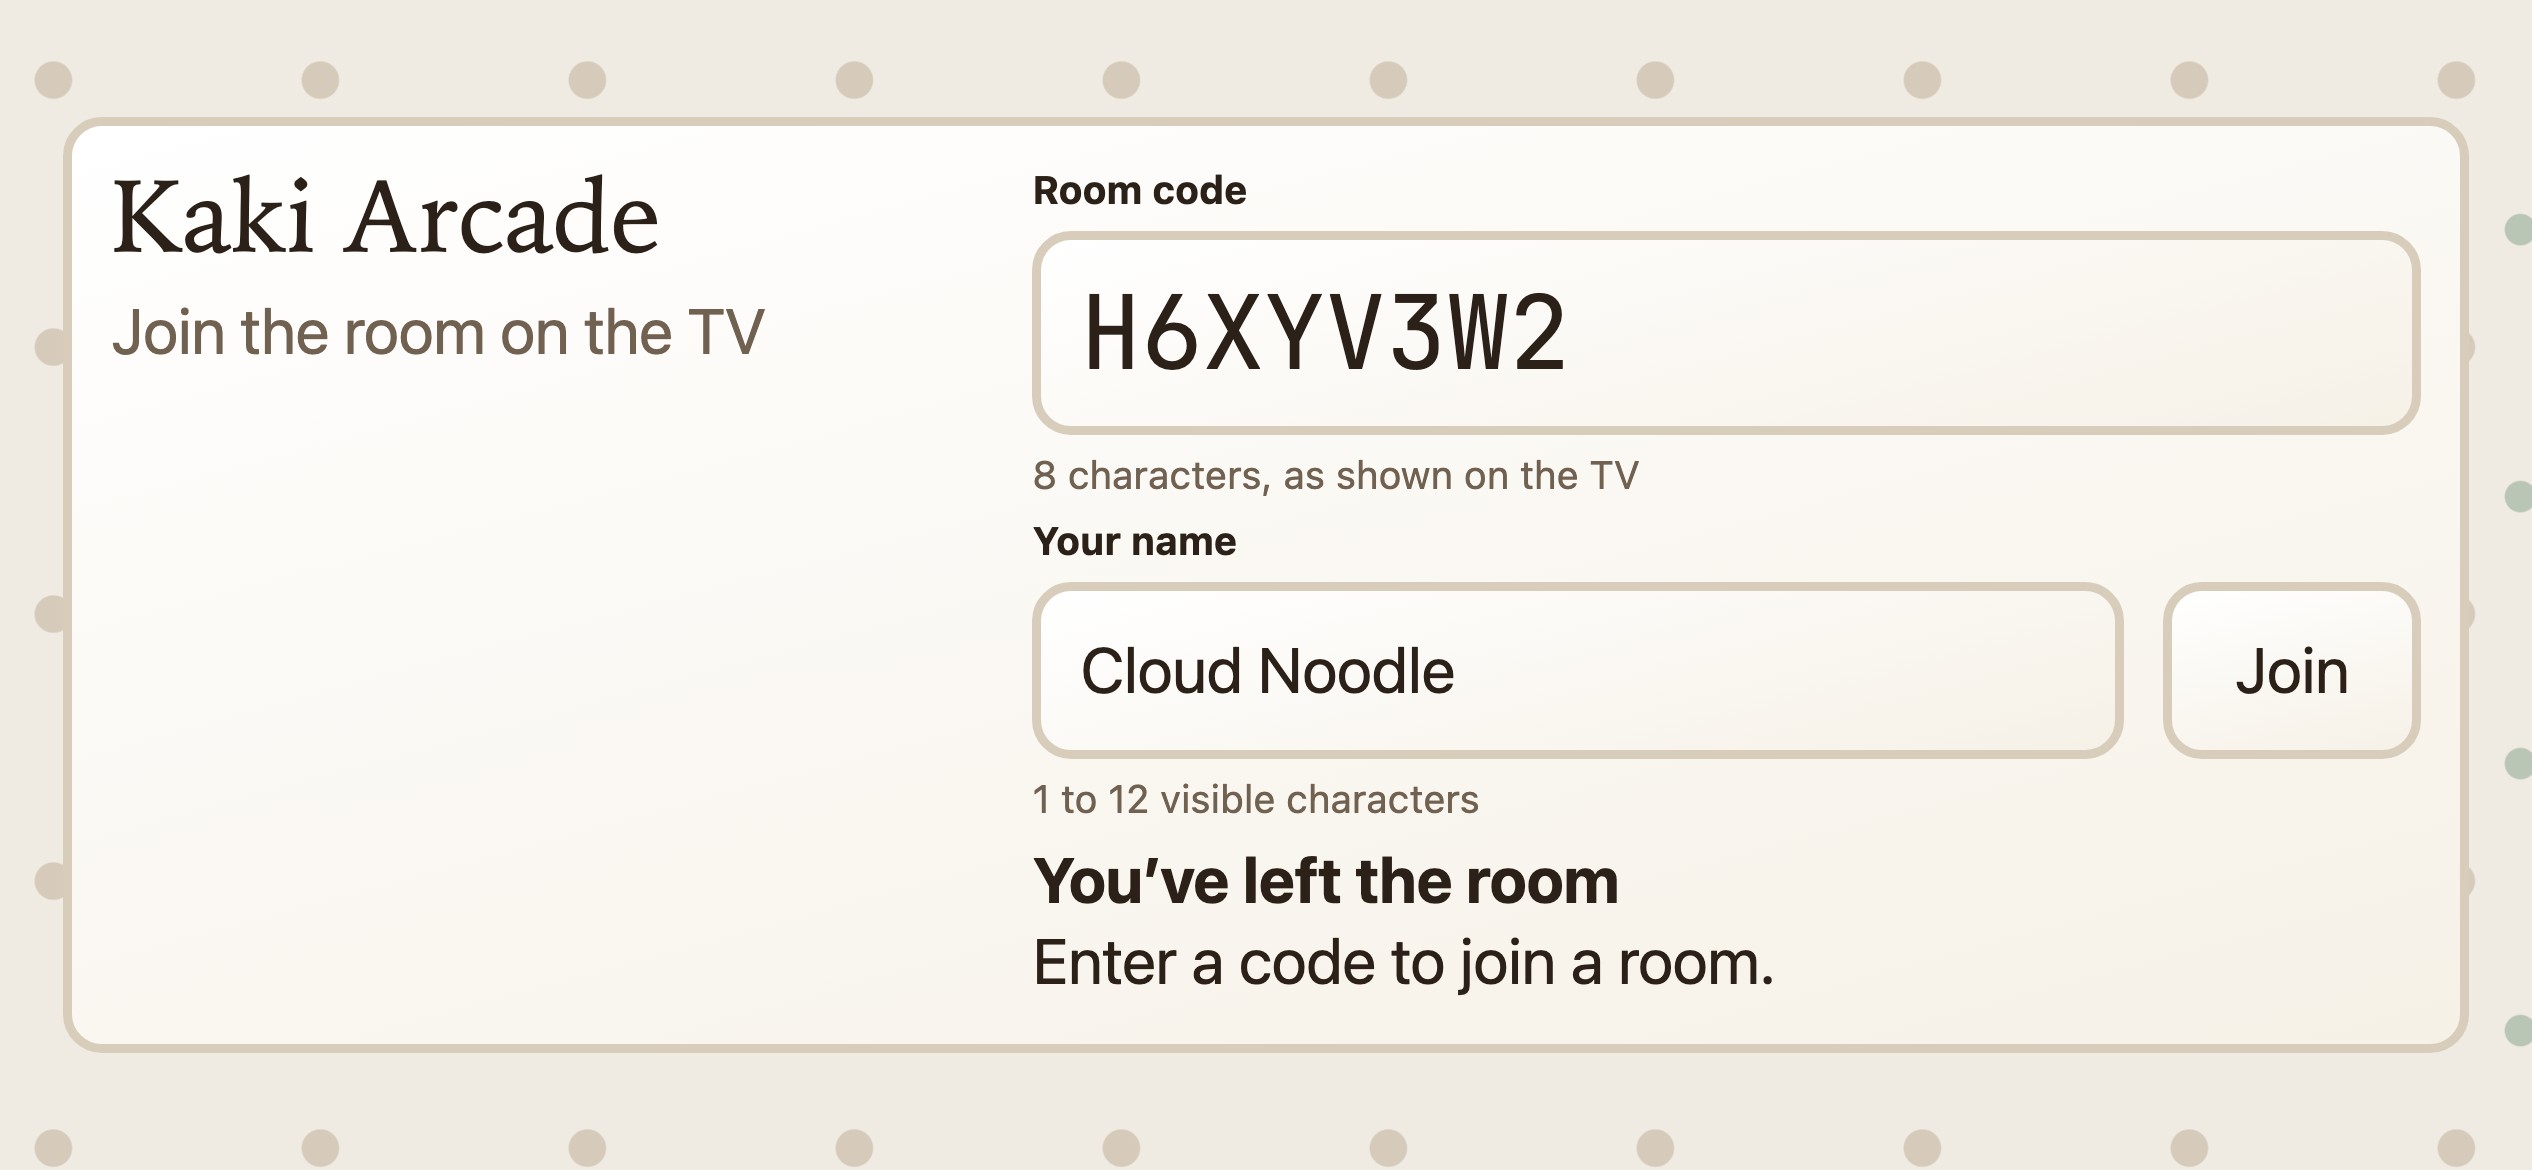 Kaki Arcade
Join the room on the TV
Room code
H6XYV3W2
8 characters, as shown on the TV
Your name
Cloud Noodle
Join
1 to 12 visible characters
You’ve left the room
Enter a code to join a room.